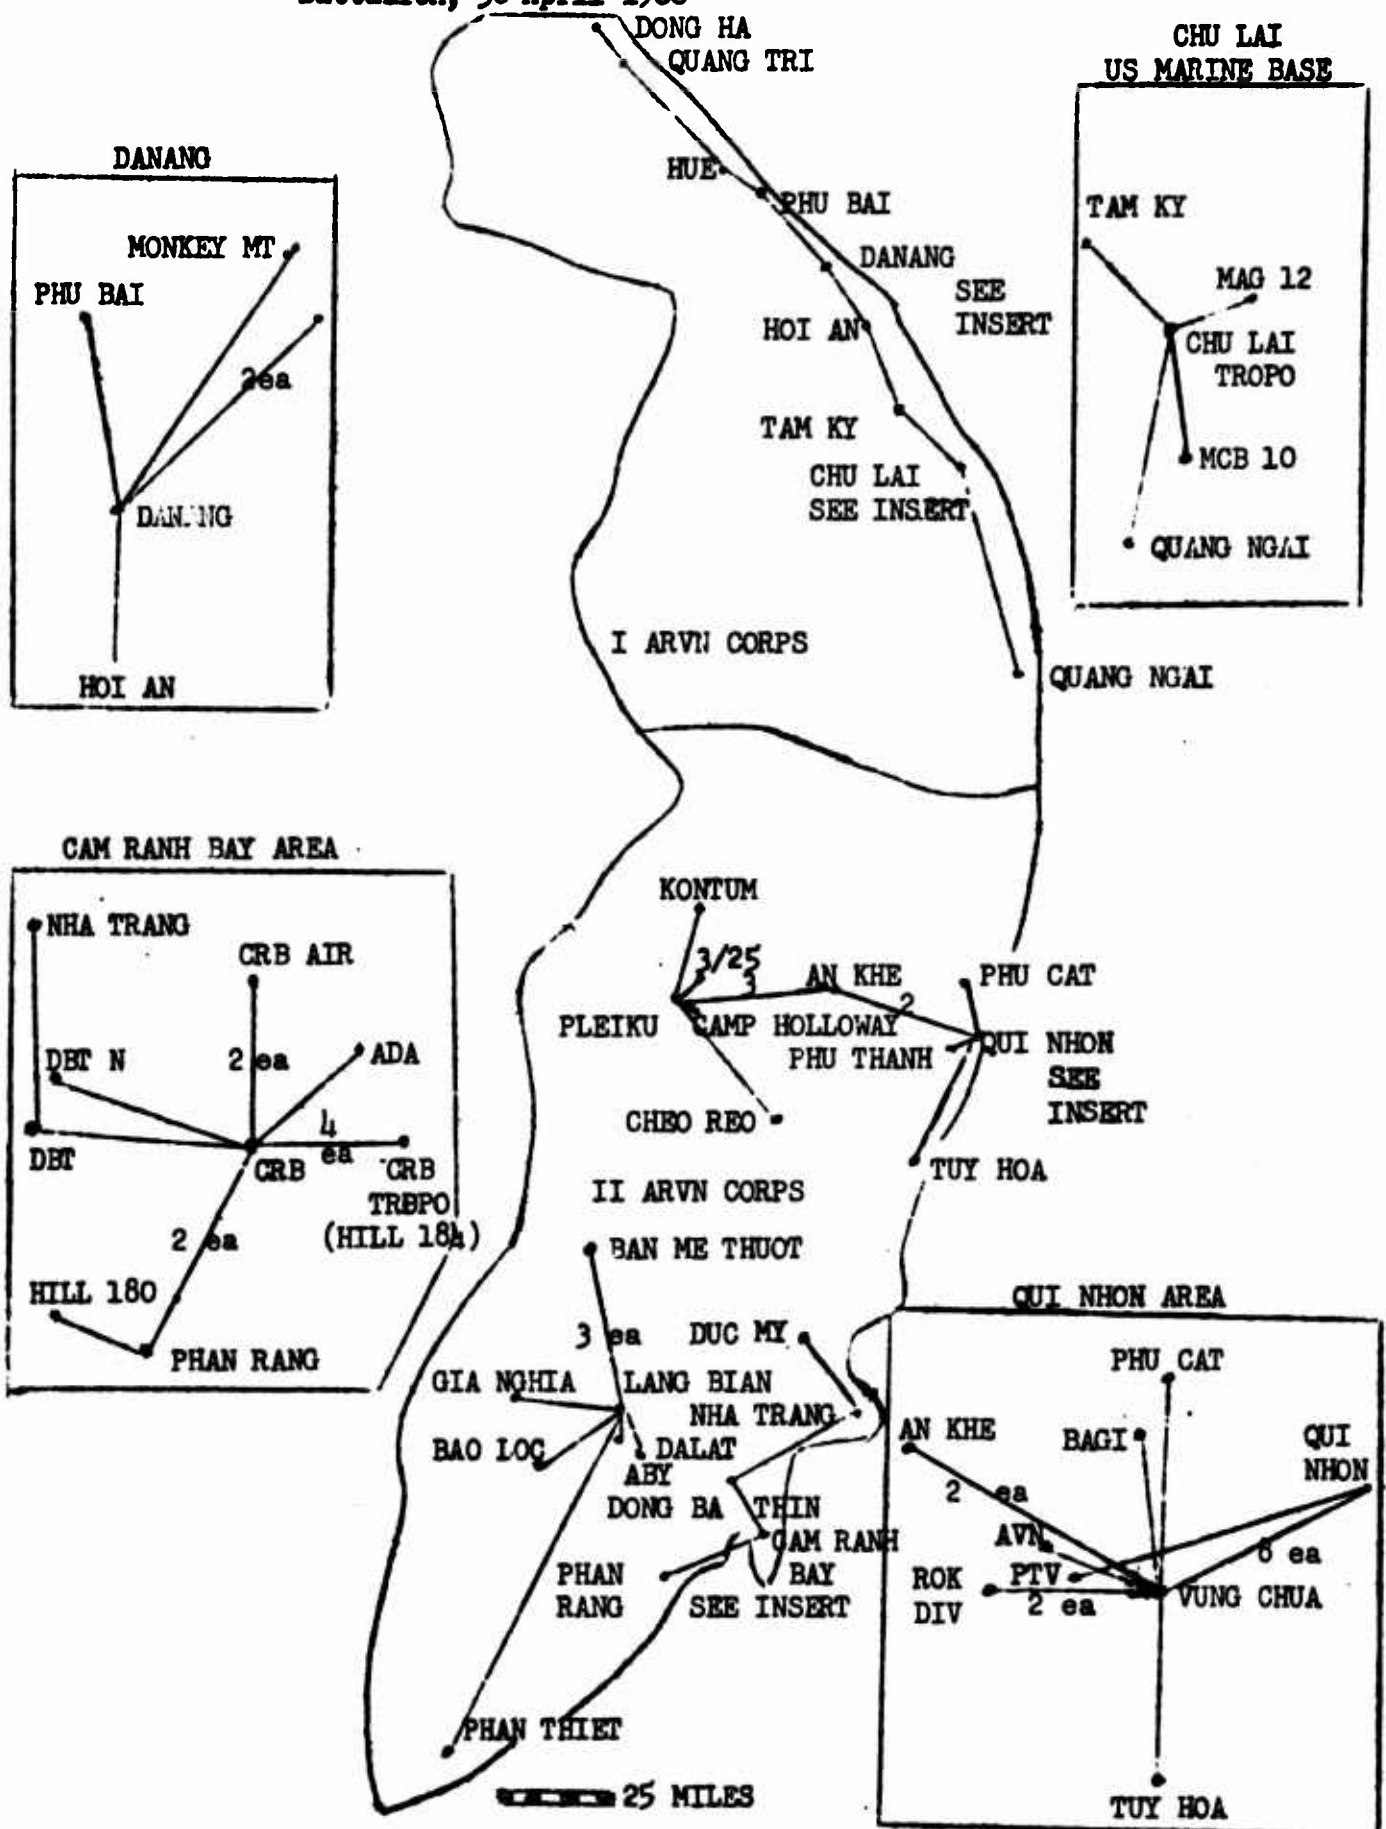 DONG HA
QUANG TRI
HUE
PHU BAI
DANANG
SEE
INSERT
HOI AN
TAM KY
CHU LAI
SEE INSERT
I ARVN CORPS
QUANG NGAI
CHU LAI
US MARINE BASE
TAM KY
MAG 12
CHU LAI
TROPO
MCB 10
QUANG NGAI
DANANG
MONKEY MT
PHU BAI
2ea
HOI AN
CAM RANH BAY AREA
NHA TRANG
CRB AIR
DBT N
2 ea
ADA
4
ea
DBT
CRB
CRB
(HILL 184)
2 ea
HILL 180
PHAN RANG
KONTUM
3/25
3
AN KHE
2
PHU CAT
PLEIKU
CAMP HOLLOWAY
PHU THANH
QUI NHON
SEE
INSERT
CHEO REO
TUY HOA
II ARVN CORPS
BAN ME THUOT
3 ea
DUC MY
GIA NGHIA
LANG BIAN
NHA TRANG
BAO LOC
DALAT
ABY
DONG BA THIN
CAM RANH
BAY
SEE INSERT
PHAN
RANG
PHAN THIET
25 MILES
QUI NHON AREA
PHU CAT
AN KHE
BAGI
QUI
NHON
2 ea
AVN
PTV
ROK
DIV
2 ea
6 ea
VUNG CHUA
TUY HOA